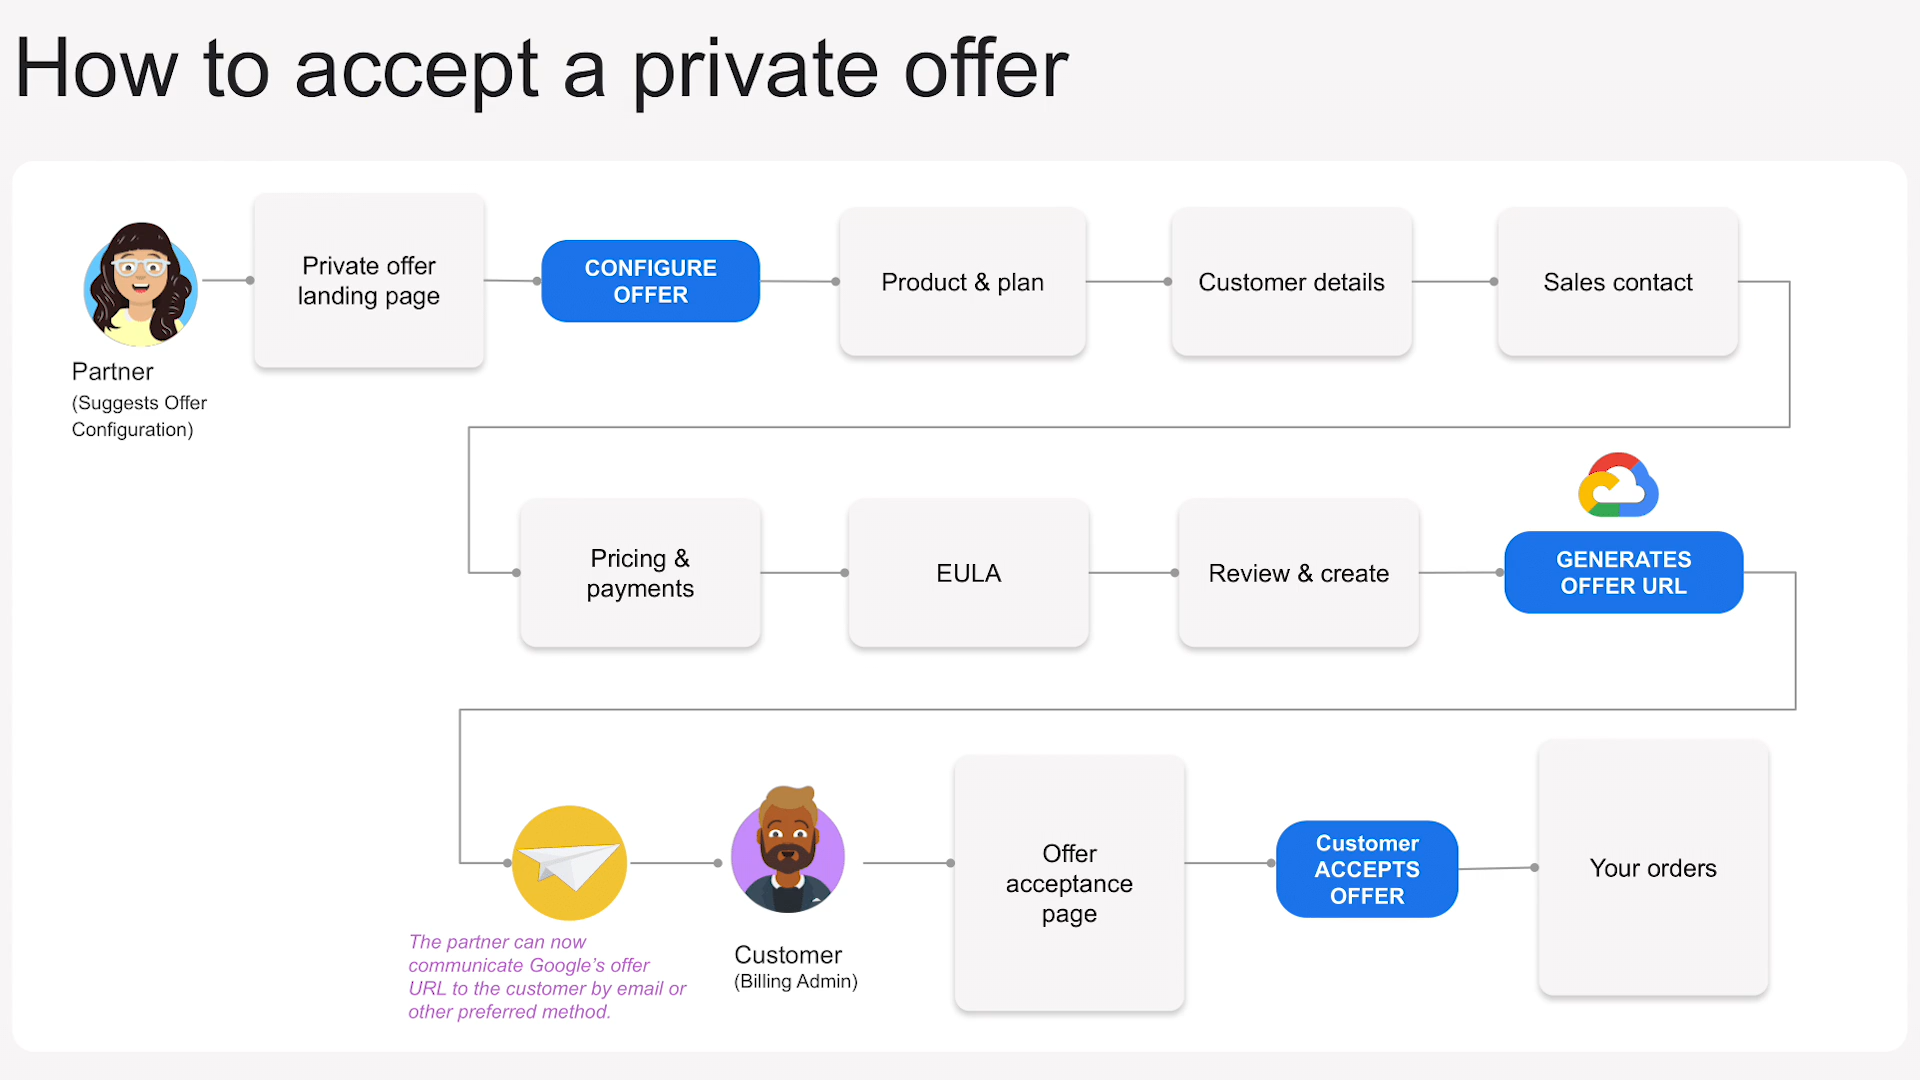 How to accept a private offer
Partner
(Suggests Offer
Configuration)
Private offer
landing page
CONFIGURE
OFFER
Product & plan
Customer details
Sales contact
Pricing &
payments
EULA
Review & create
GENERATES
OFFER URL
The partner can now
communicate Google’s offer
URL to the customer by email or
other preferred method.
Customer
(Billing Admin)
Offer
acceptance
page
Customer
ACCEPTS
OFFER
Your orders